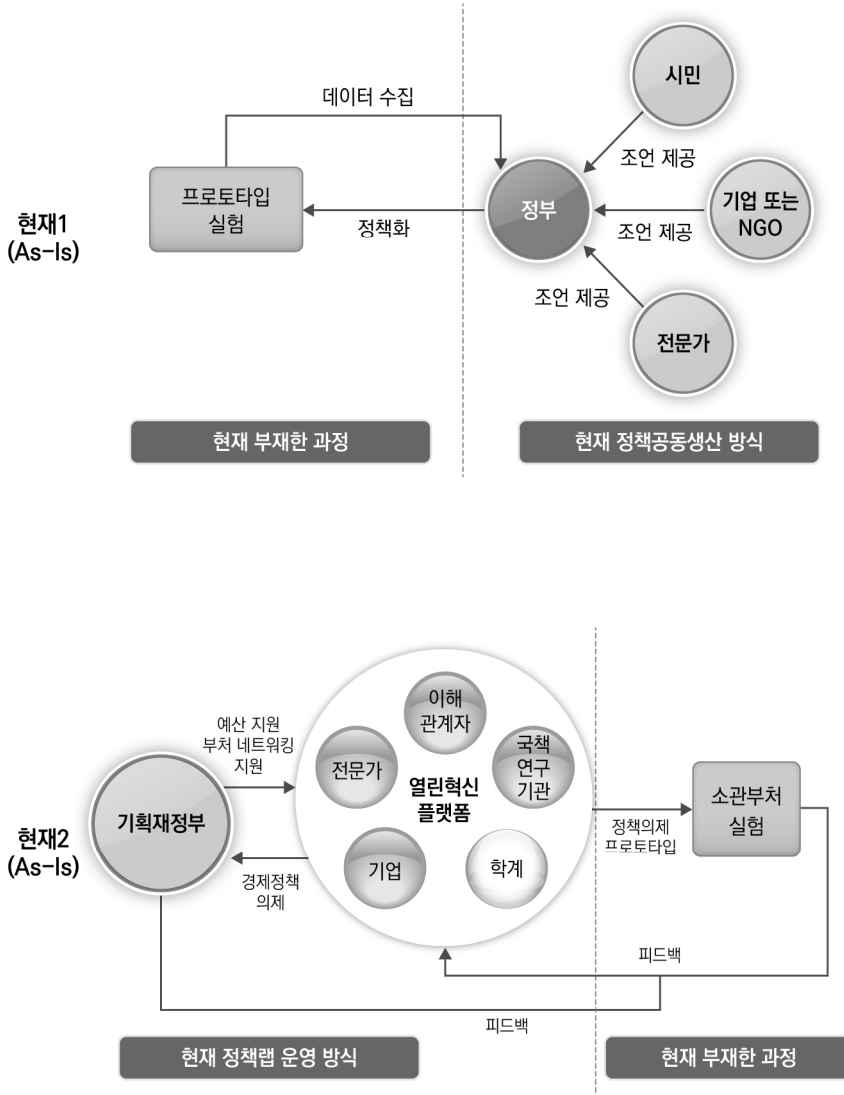 시민
데이터 수집
조언 제공
프로토타입
실험
현재1
(As-Is)
정책화
정부
기업 또는
NGO
조언 제공
조언 제공
전문가
현재 부재한 과정
현재 정책공동생산 방식
이해
관계자
예산 지원
부처 네트워킹
지원
전문가
국책
연구
기관
열린혁신
플랫폼
현재2
(As-Is)
기획재정부
소관부처
실험
정책의제
프로토타입
기업
학계
경제정책
의제
피드백
피드백
현재 정책랩 운영 방식
현재 부재한 과정